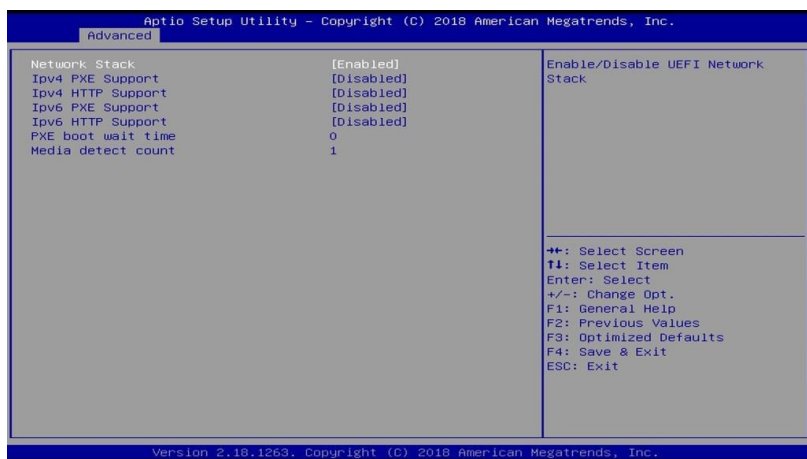 Aptio Setup Utility – Copyright (C) 2018 American Megatrends, Inc.
Advanced
Network Stack [Enabled]
Ipv4 PXE Support [Disabled]
Ipv4 HTTP Support [Disabled]
Ipv6 PXE Support [Disabled]
Ipv6 HTTP Support [Disabled]
PXE boot wait time 0
Media detect count 1
Enable/Disable UEFI Network
Stack
→←: Select Screen
↑↓: Select Item
Enter: Select
+/-: Change Opt.
F1: General Help
F2: Previous Values
F3: Optimized Defaults
F4: Save & Exit
ESC: Exit
Version 2.18.1263. Copyright (C) 2018 American Megatrends, Inc.